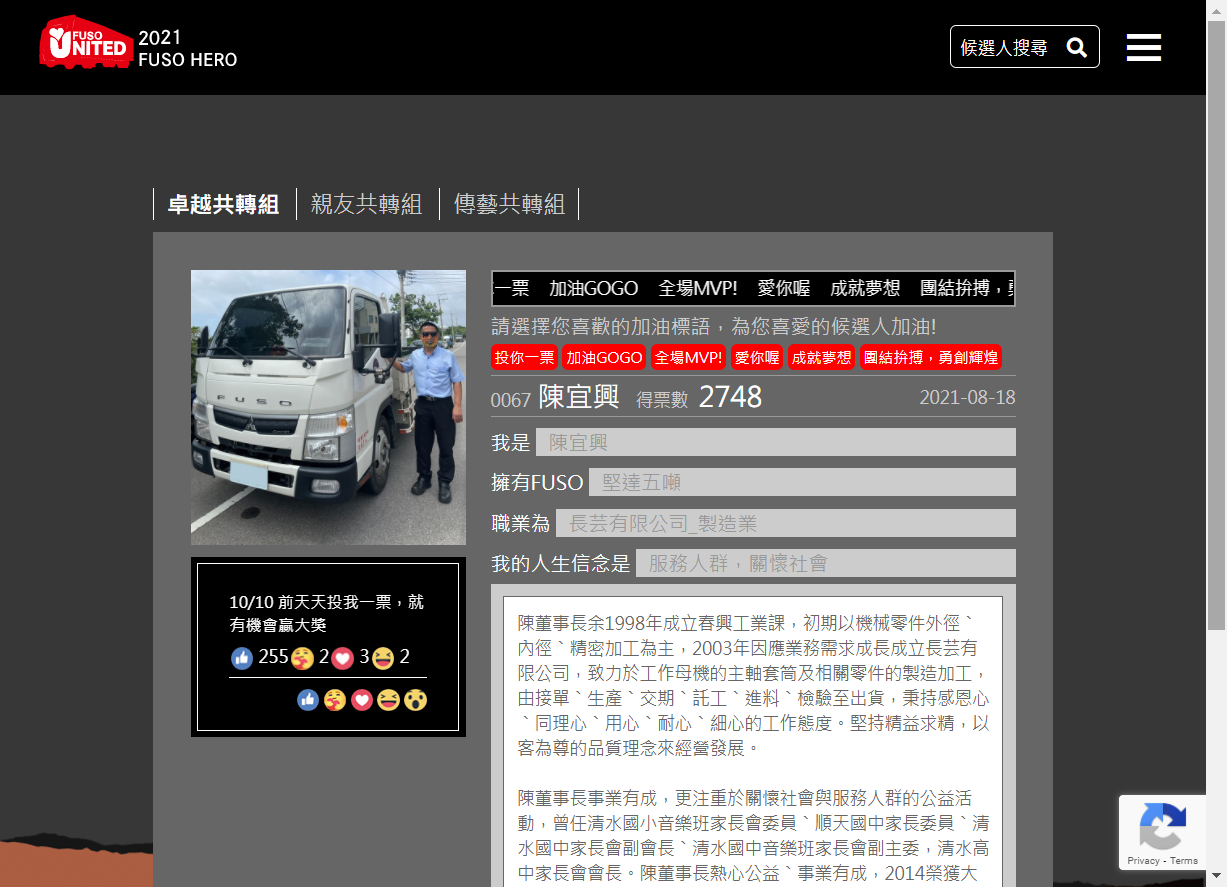 FUSO
UNITED
2021
FUSO HERO
候選人搜尋
卓越共轉組
親友共轉組
傳藝共轉組
FUSO
一票 加油GOGO 全場MVP! 愛你喔 成就夢想 團結拚搏，
請選擇您喜歡的加油標語，為您喜愛的候選人加油!
投你一票 加油GOGO 全場MVP! 愛你喔 成就夢想 團結拚搏，勇創輝煌
0067 陳宜興 得票數 2748 2021-08-18
我是 陳宜興
擁有FUSO 堅達五噸
職業為 長芸有限公司_製造業
我的人生信念是 服務人群，關懷社會
10/10 前天天投我一票，就
有機會贏大獎
255 2 3 2
陳董事長余1998年成立春興工業課，初期以機械零件外徑、
內徑、精密加工為主，2003年因應業務需求成長成立長芸有
限公司，致力於工作母機的主軸套筒及相關零件的製造加工，
由接單、生產、交期、託工、進料、檢驗至出貨，秉持感恩心
、同理心、用心、耐心、細心的工作態度。堅持精益求精，以
客為尊的品質理念來經營發展。
陳董事長事業有成，更注重於關懷社會與服務人群的公益活
動，曾任清水國小音樂班家長會委員、順天國中家長委員、清
水國中家長會副會長、清水國中音樂班家長會副主委，清水高
中家長會會長。陳董事長熱心公益、事業有成，2014榮獲大
Privacy - Terms